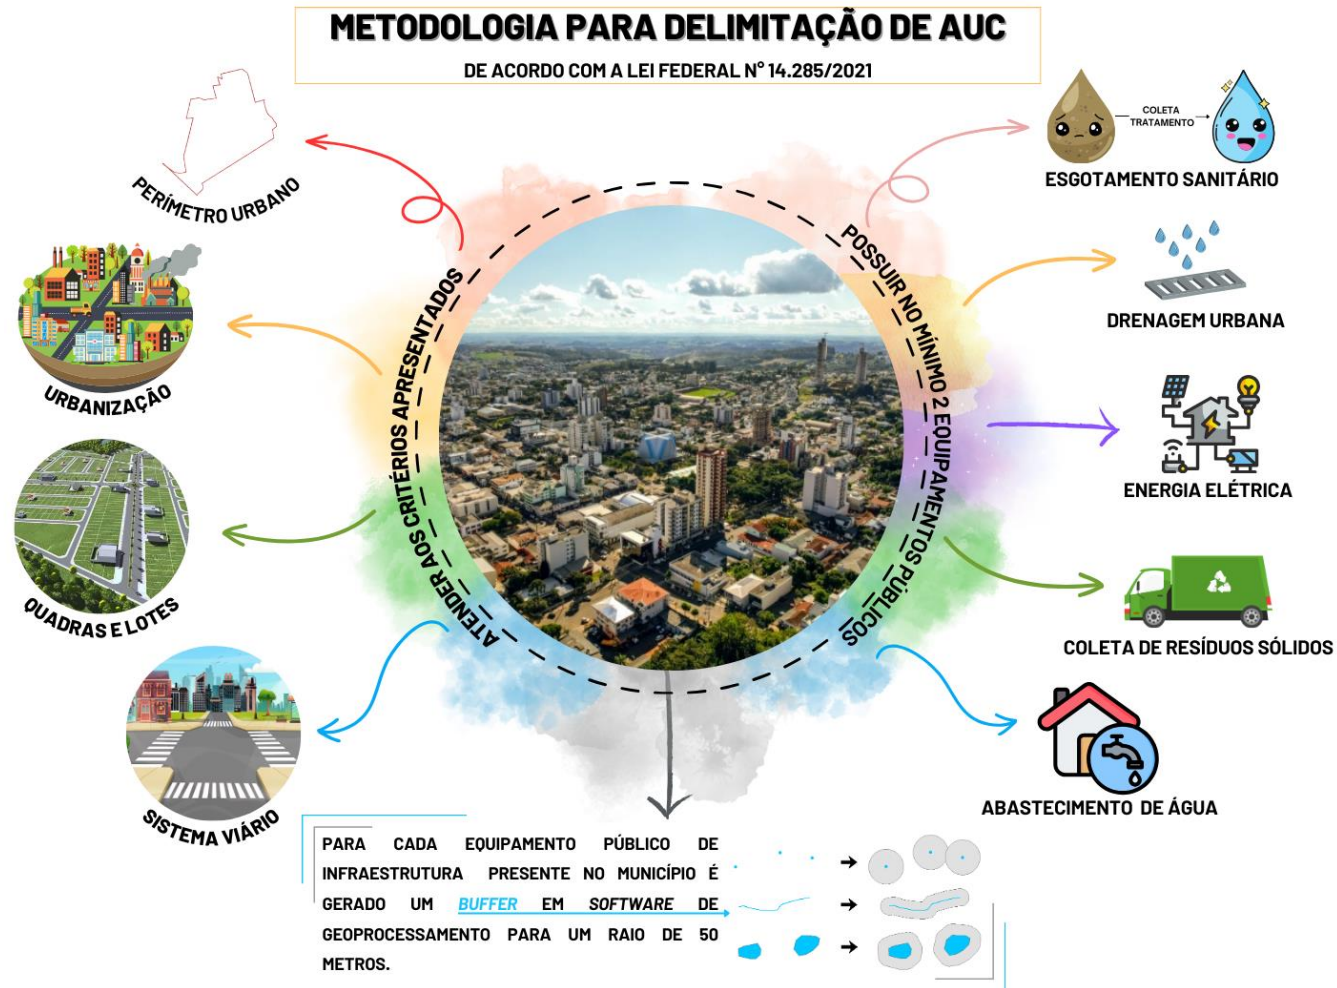 METODOLOGIA PARA DELIMITAÇÃO DE AUC
DE ACORDO COM A LEI FEDERAL N° 14.285/2021
PERÍMETRO URBANO
URBANIZAÇÃO
QUADRAS E LOTES
SISTEMA VIÁRIO
ATENDER AOS CRITÉRIOS APRESENTADOS
POSSUIR NO MÍNIMO 2 EQUIPAMENTOS PÚBLICOS
COLETA
TRATAMENTO
ESGOTAMENTO SANITÁRIO
DRENAGEM URBANA
ENERGIA ELÉTRICA
COLETA DE RESÍDUOS SÓLIDOS
ABASTECIMENTO DE ÁGUA
PARA CADA EQUIPAMENTO PÚBLICO DE
INFRAESTRUTURA PRESENTE NO MUNICÍPIO É
GERADO UM BUFFER EM SOFTWARE DE
GEOPROCESSAMENTO PARA UM RAIO DE 50
METROS.